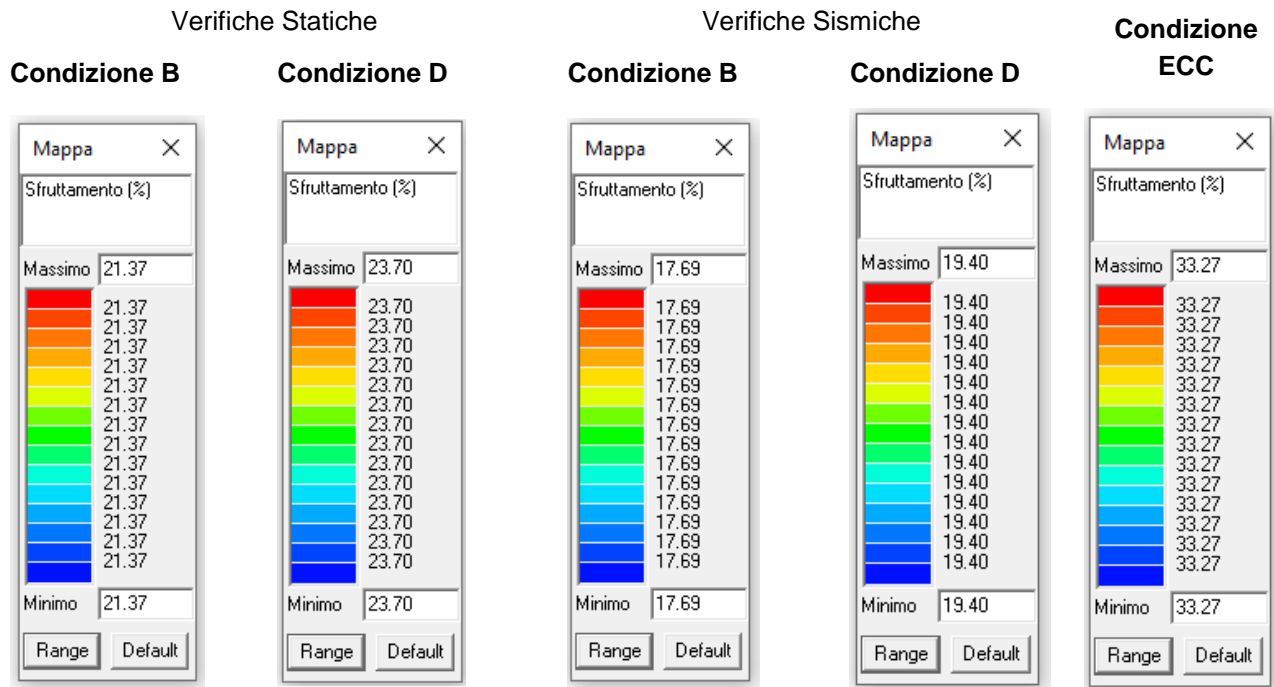 Verifiche Statiche
Verifiche Sismiche
Condizione
ECC
Condizione B
Condizione D
Condizione B
Condizione D
Mappa
Sfruttamento (%)
Massimo 21.37
21.37
21.37
21.37
21.37
21.37
21.37
21.37
21.37
21.37
21.37
21.37
21.37
21.37
21.37
Minimo 21.37
Range Default
Mappa
Sfruttamento (%)
Massimo 23.70
23.70
23.70
23.70
23.70
23.70
23.70
23.70
23.70
23.70
23.70
23.70
23.70
23.70
23.70
Minimo 23.70
Range Default
Mappa
Sfruttamento (%)
Massimo 17.69
17.69
17.69
17.69
17.69
17.69
17.69
17.69
17.69
17.69
17.69
17.69
17.69
17.69
17.69
Minimo 17.69
Range Default
Mappa
Sfruttamento (%)
Massimo 19.40
19.40
19.40
19.40
19.40
19.40
19.40
19.40
19.40
19.40
19.40
19.40
19.40
19.40
19.40
Minimo 19.40
Range Default
Mappa
Sfruttamento (%)
Massimo 33.27
33.27
33.27
33.27
33.27
33.27
33.27
33.27
33.27
33.27
33.27
33.27
33.27
33.27
33.27
Minimo 33.27
Range Default